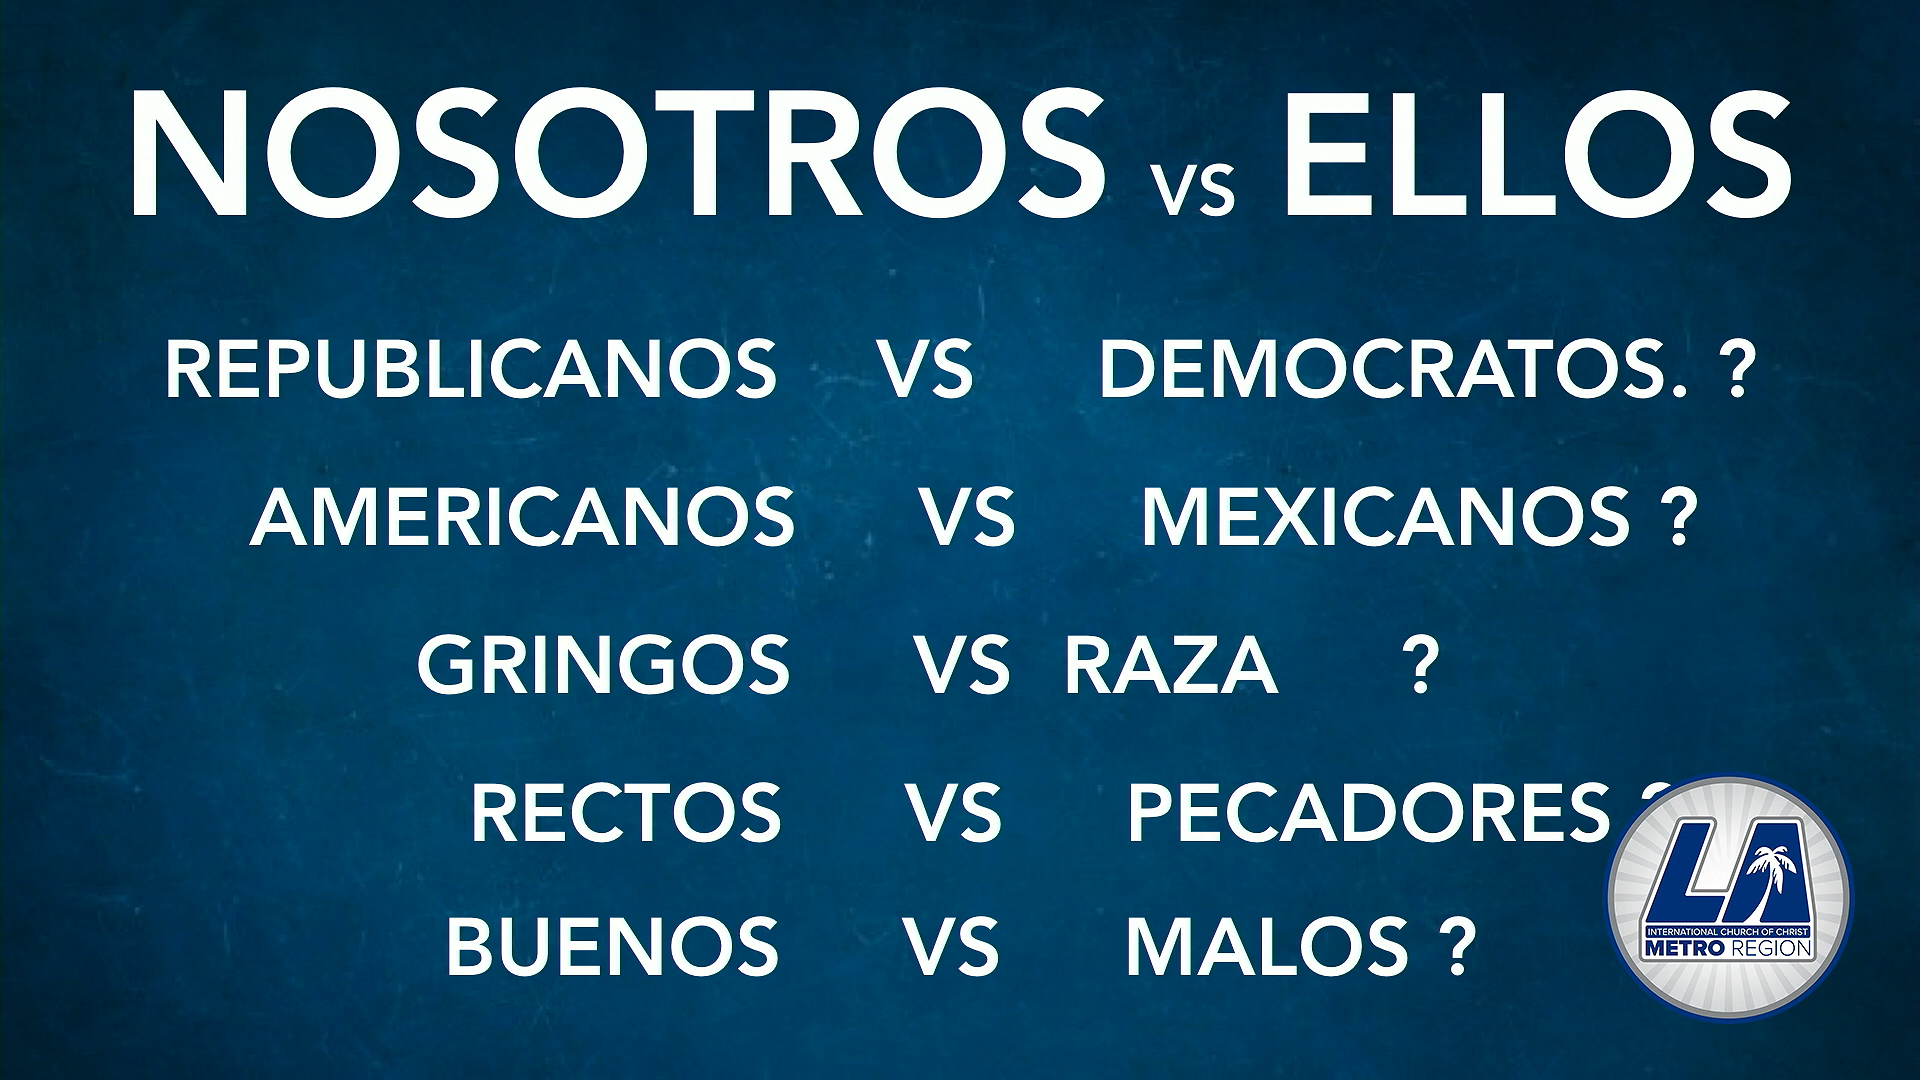 NOSOTROS VS ELLOS
REPUBLICANOS VS DEMOCRATOS. ?
AMERICANOS VS MEXICANOS ?
GRINGOS VS RAZA ?
RECTOS VS PECADORES ?
BUENOS VS MALOS ?
LA
INTERNATIONAL CHURCH OF CHRIST
METRO REGION